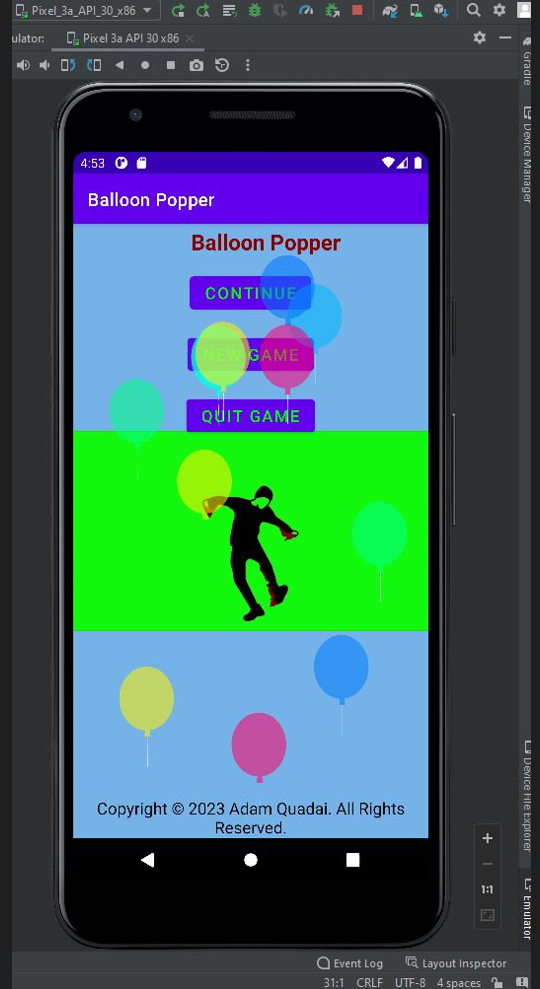 Pixel_3a_API_30_x86
ulator:
Pixel 3a API 30 x86
Gradle
Device Manager
4:53
Balloon Popper
Balloon Popper
CONTINUE
NEW GAME
QUIT GAME
Copyright © 2023 Adam Quadai. All Rights
Reserved.
Device File Explorer
1:1
Emulator
Event Log
Layout Inspector
31:1 CRLF UTF-8 4 spaces